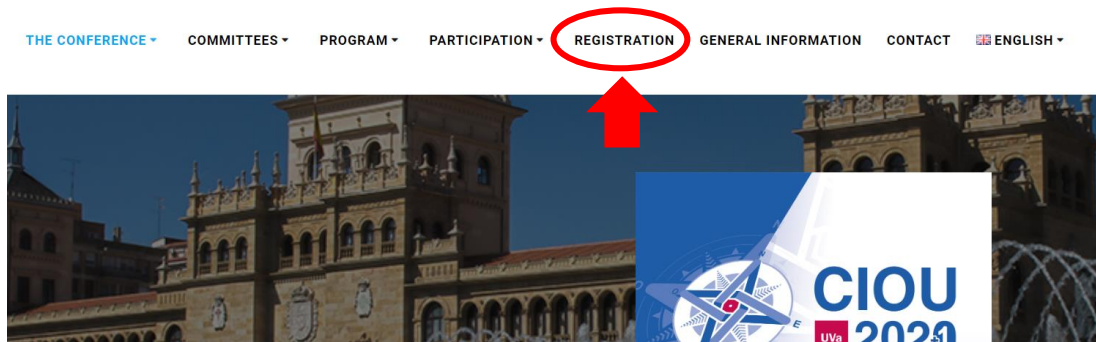 THE CONFERENCE COMMITTEES PROGRAM PARTICIPATION REGISTRATION GENERAL INFORMATION CONTACT ENGLISH
N
E
CIOU
UVa